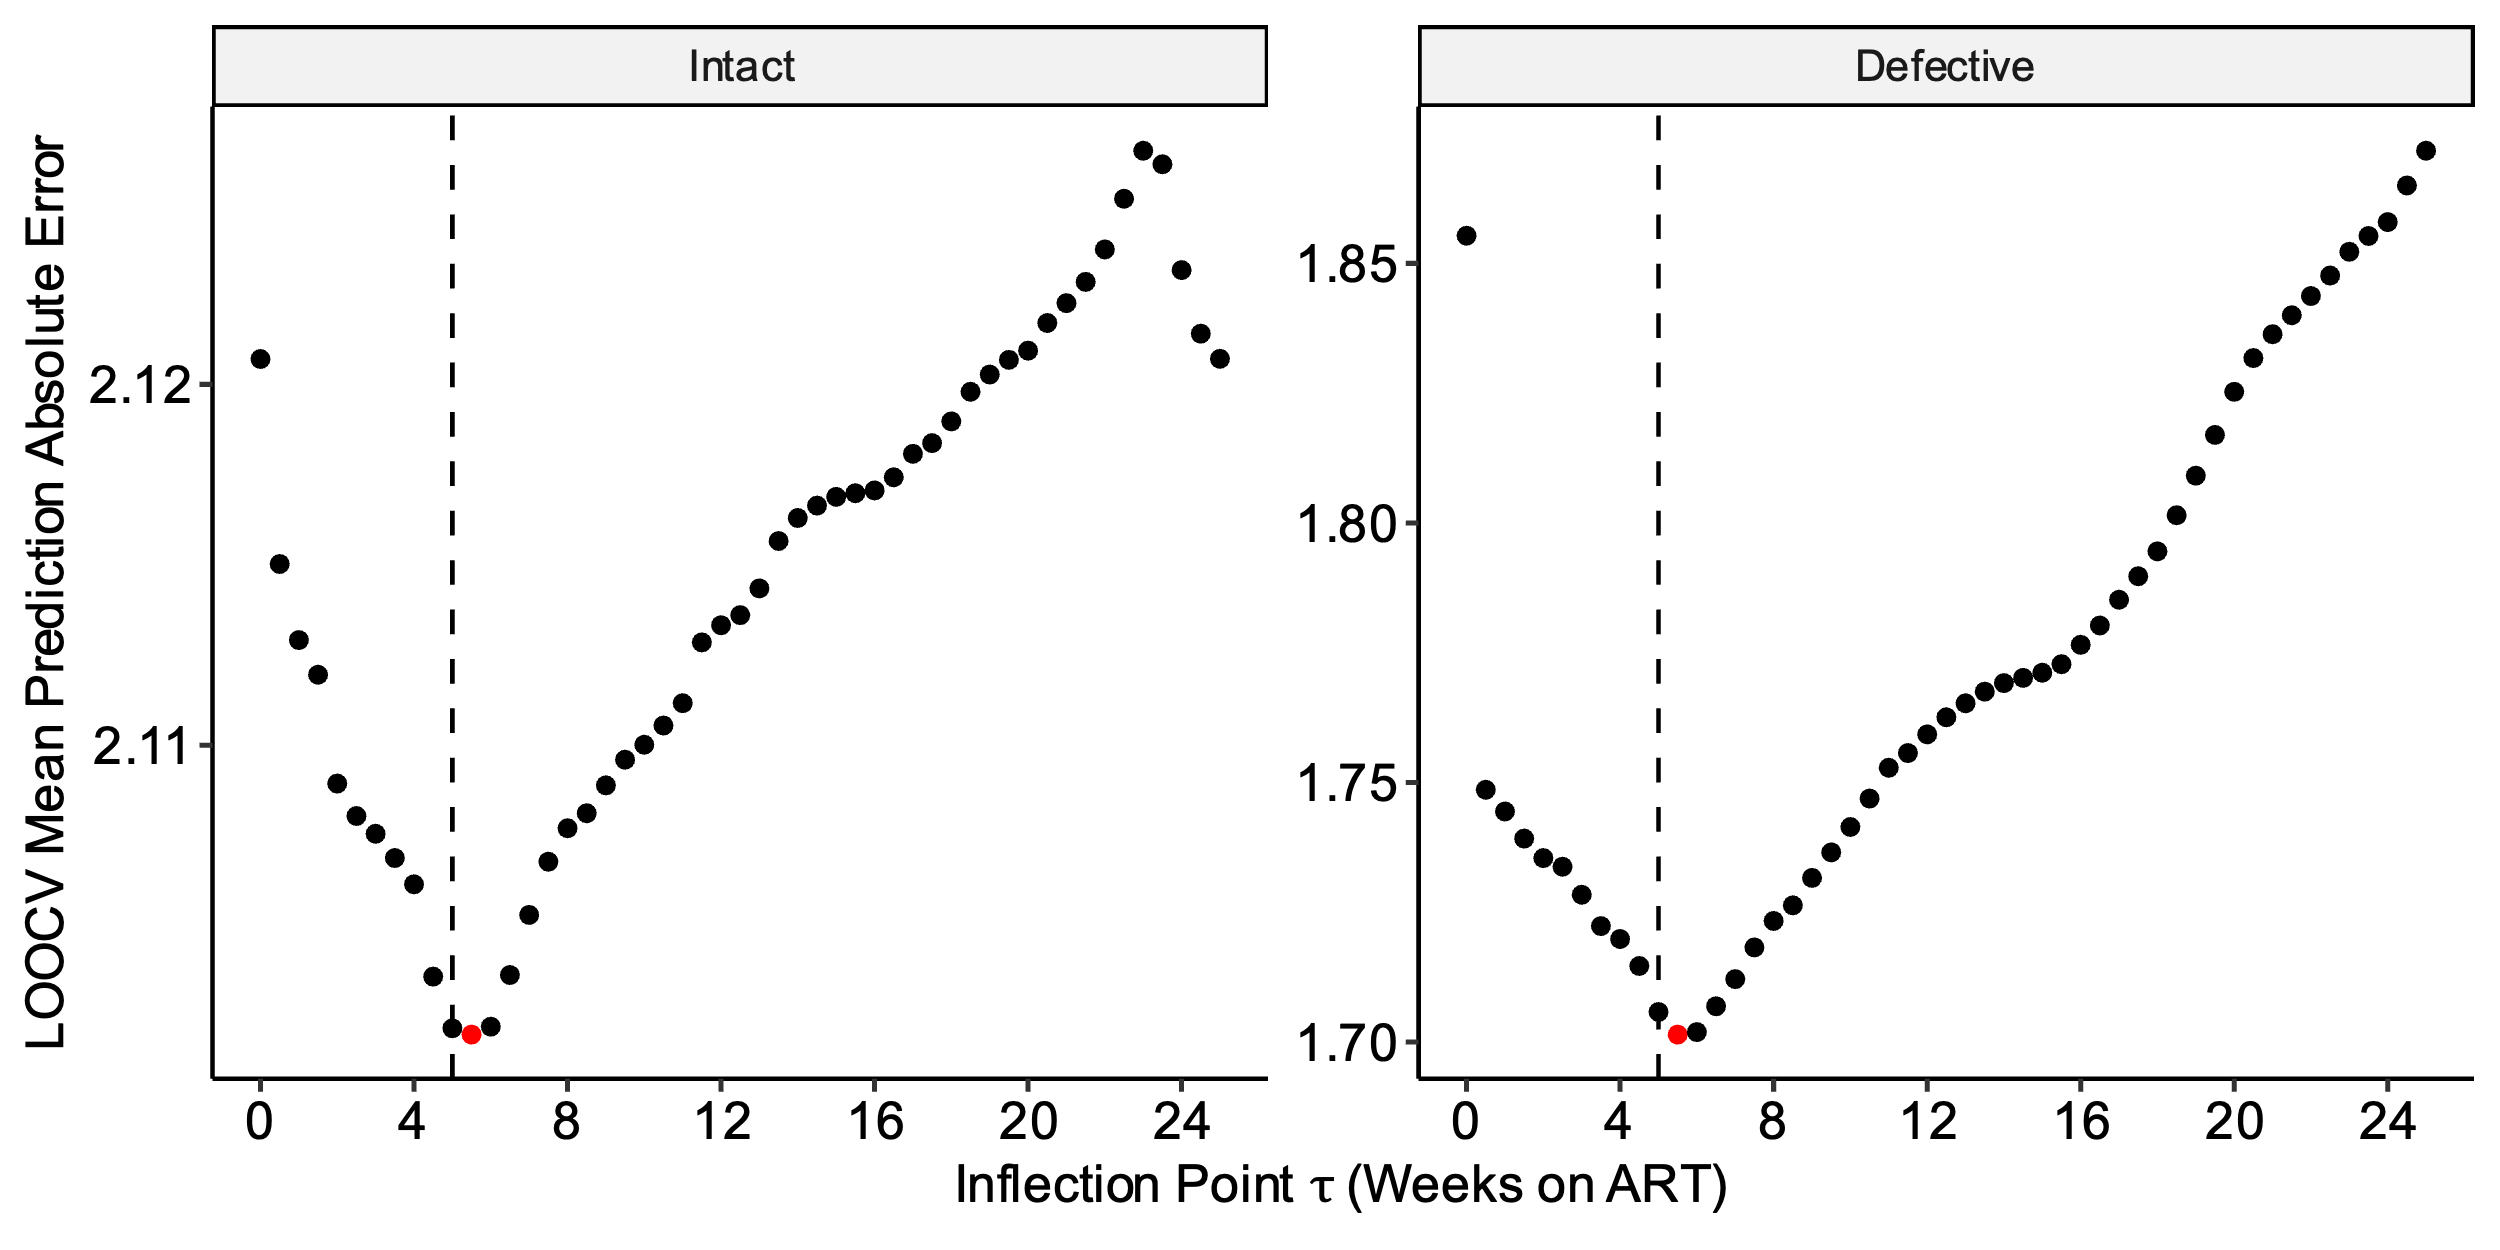 Intact
Defective
LOOCV Mean Prediction Absolute Error
2.12
2.11
1.85
1.80
1.75
1.70
0 4 8 12 16 20 24
0 4 8 12 16 20 24
Inflection Point τ (Weeks on ART)